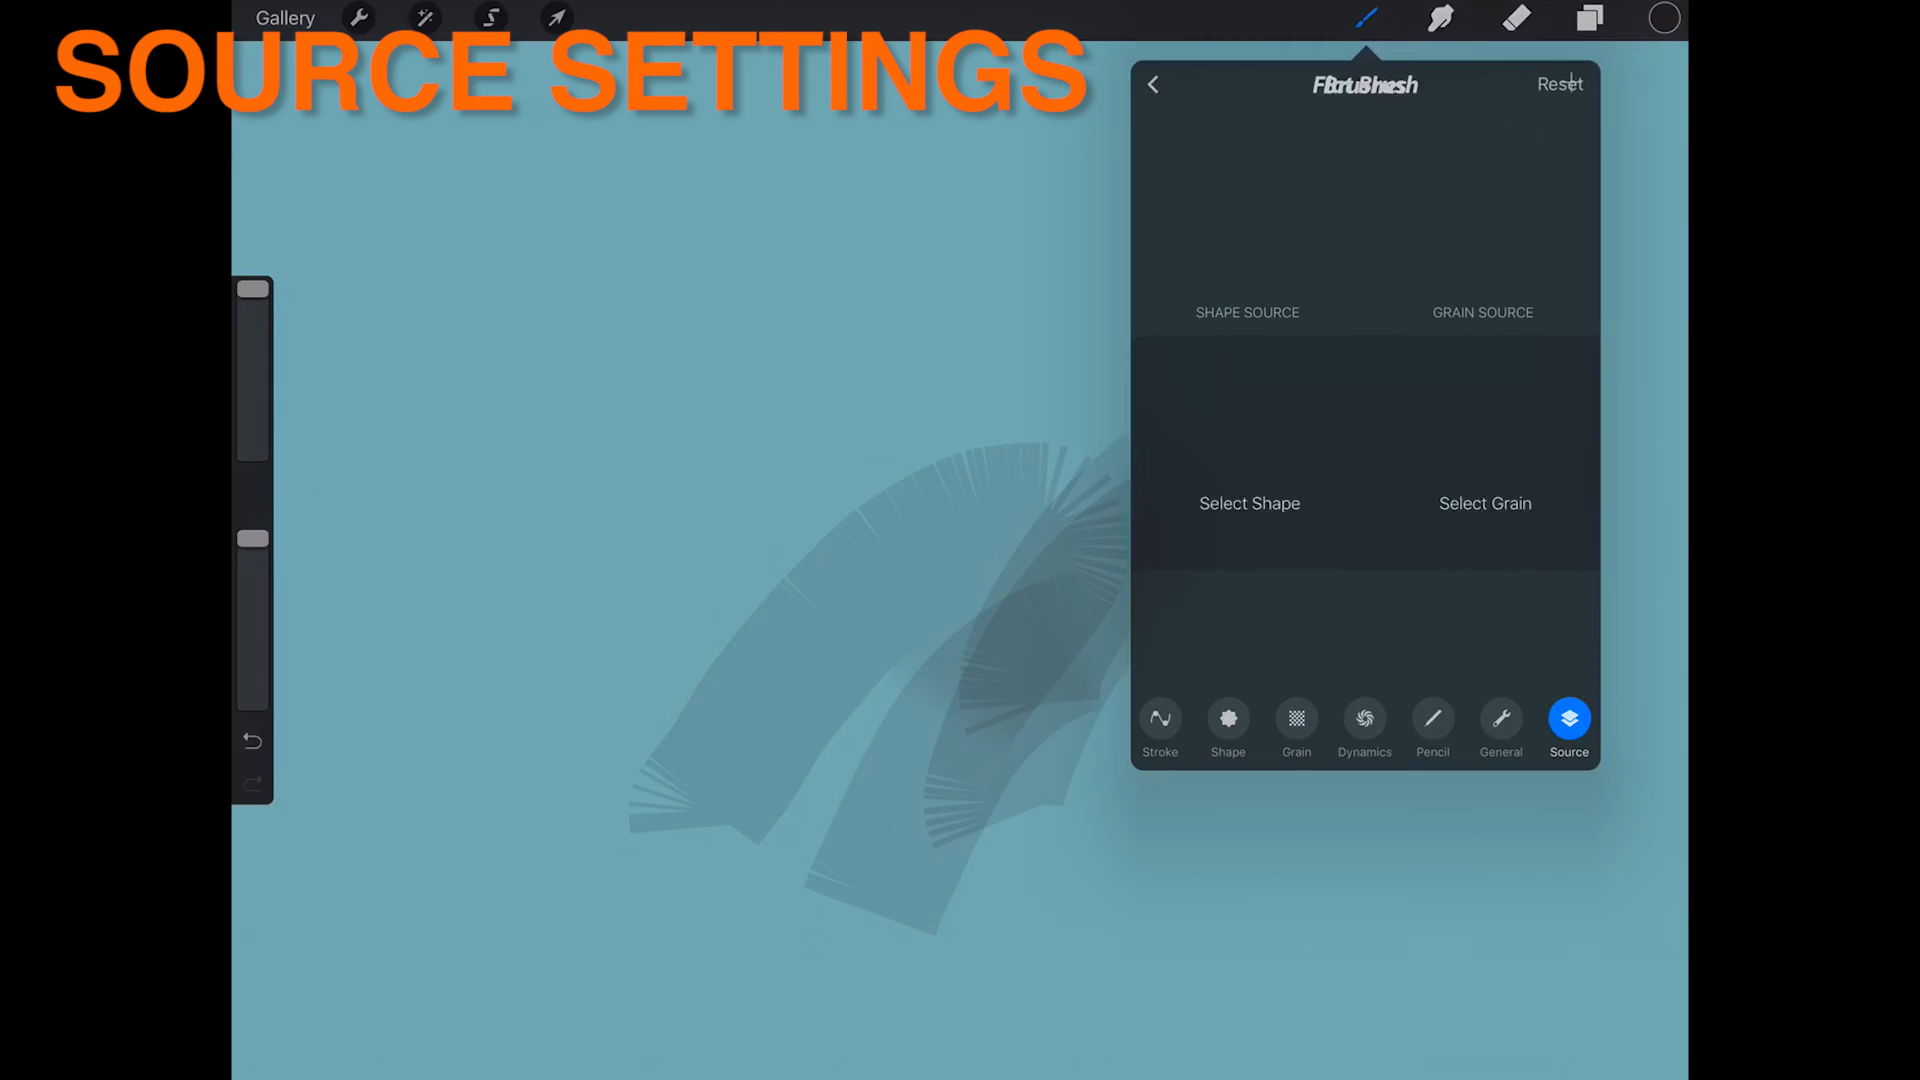 Gallery
SOURCE SETTINGS
Reset
SHAPE SOURCE GRAIN SOURCE
Select Shape Select Grain
Stroke Shape Grain Dynamics Pencil General Source